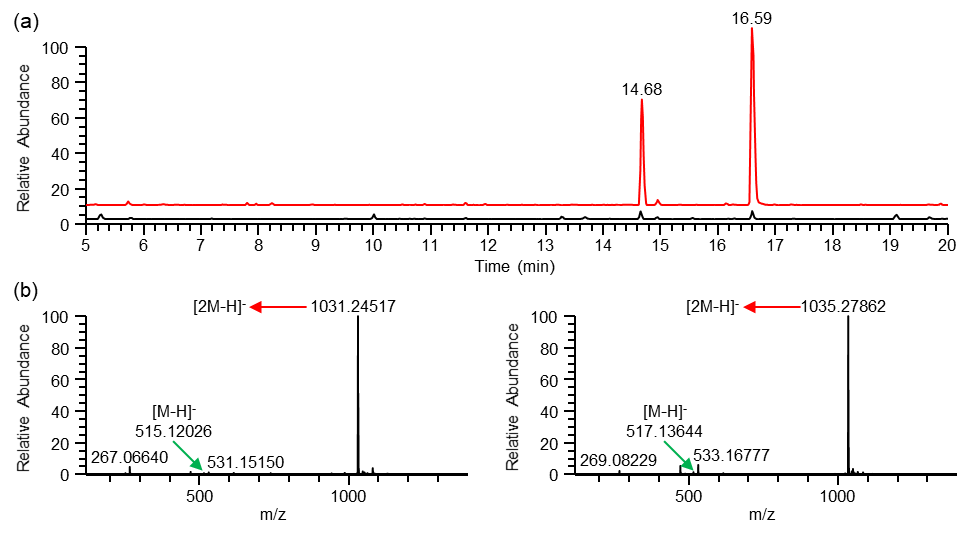 (a)
16.59
14.68
100
80
60
40
20
0
Relative Abundance
5 6 7 8 9 10 11 12 13 14 15 16 17 18 19 20
Time (min)
(b)
[2M-H]-
1031.24517
100
80
60
40
20
0
Relative Abundance
[M-H]-
515.12026
267.06640
531.15150
500 1000
m/z
[2M-H]-
1035.27862
100
80
60
40
20
0
Relative Abundance
[M-H]-
517.13644
269.08229
533.16777
500 1000
m/z